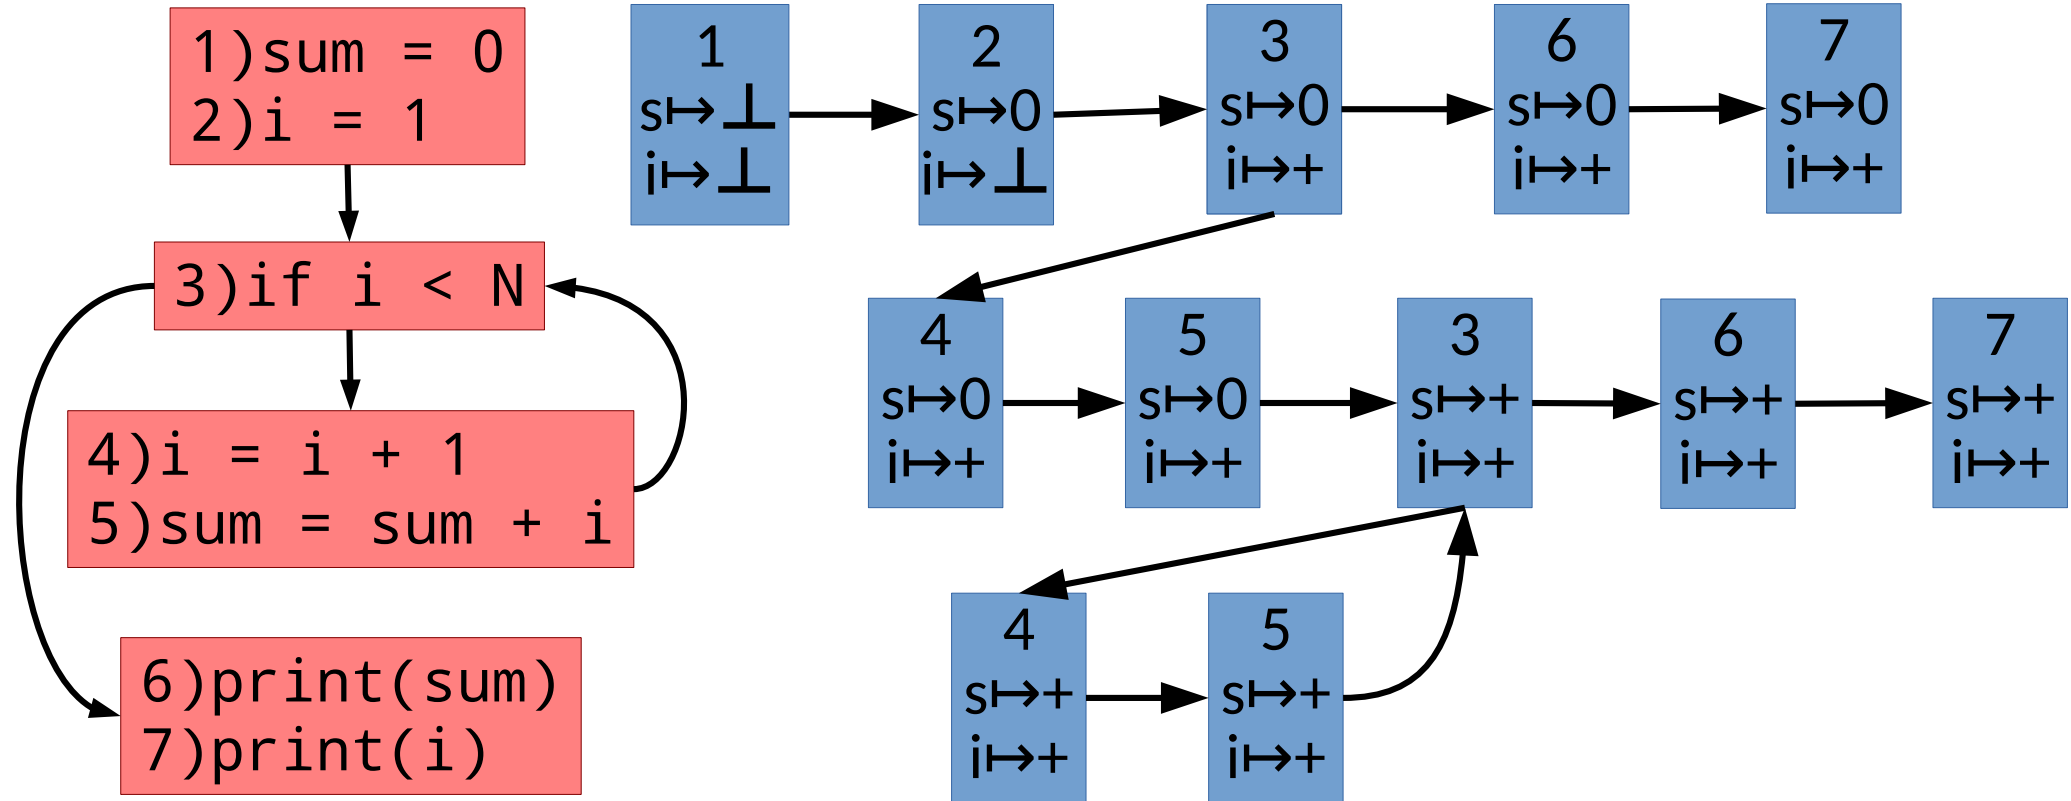 1)sum = 0
2)i = 1
3)if i < N
4)i = i + 1
5)sum = sum + i
6)print(sum)
7)print(i)
1
s↦⊥
i↦⊥
2
s↦0
i↦⊥
3
s↦0
i↦+
6
s↦0
i↦+
7
s↦0
i↦+
4
s↦0
i↦+
5
s↦0
i↦+
3
s↦+
i↦+
6
s↦+
i↦+
7
s↦+
i↦+
4
s↦+
i↦+
5
s↦+
i↦+